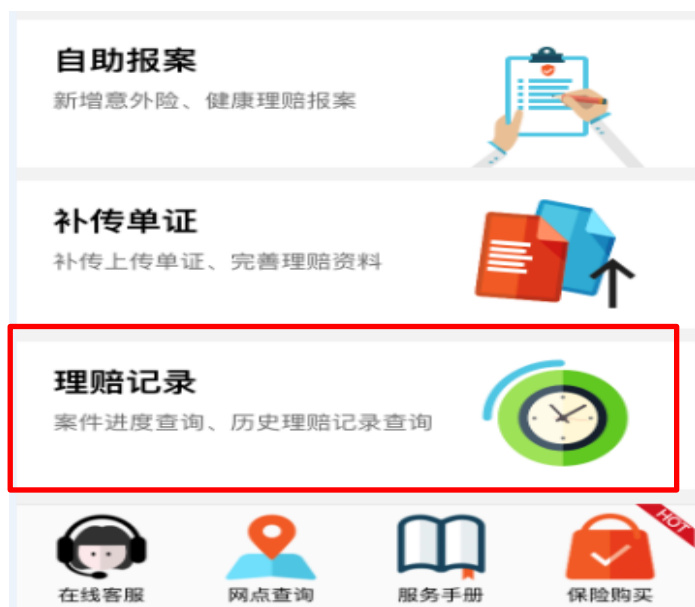 自助报案
新增意外险、健康理赔报案
补传单证
补传上传单证、完善理赔资料
理赔记录
案件进度查询、历史理赔记录查询
HOT
在线客服 网点查询 服务手册 保险购买